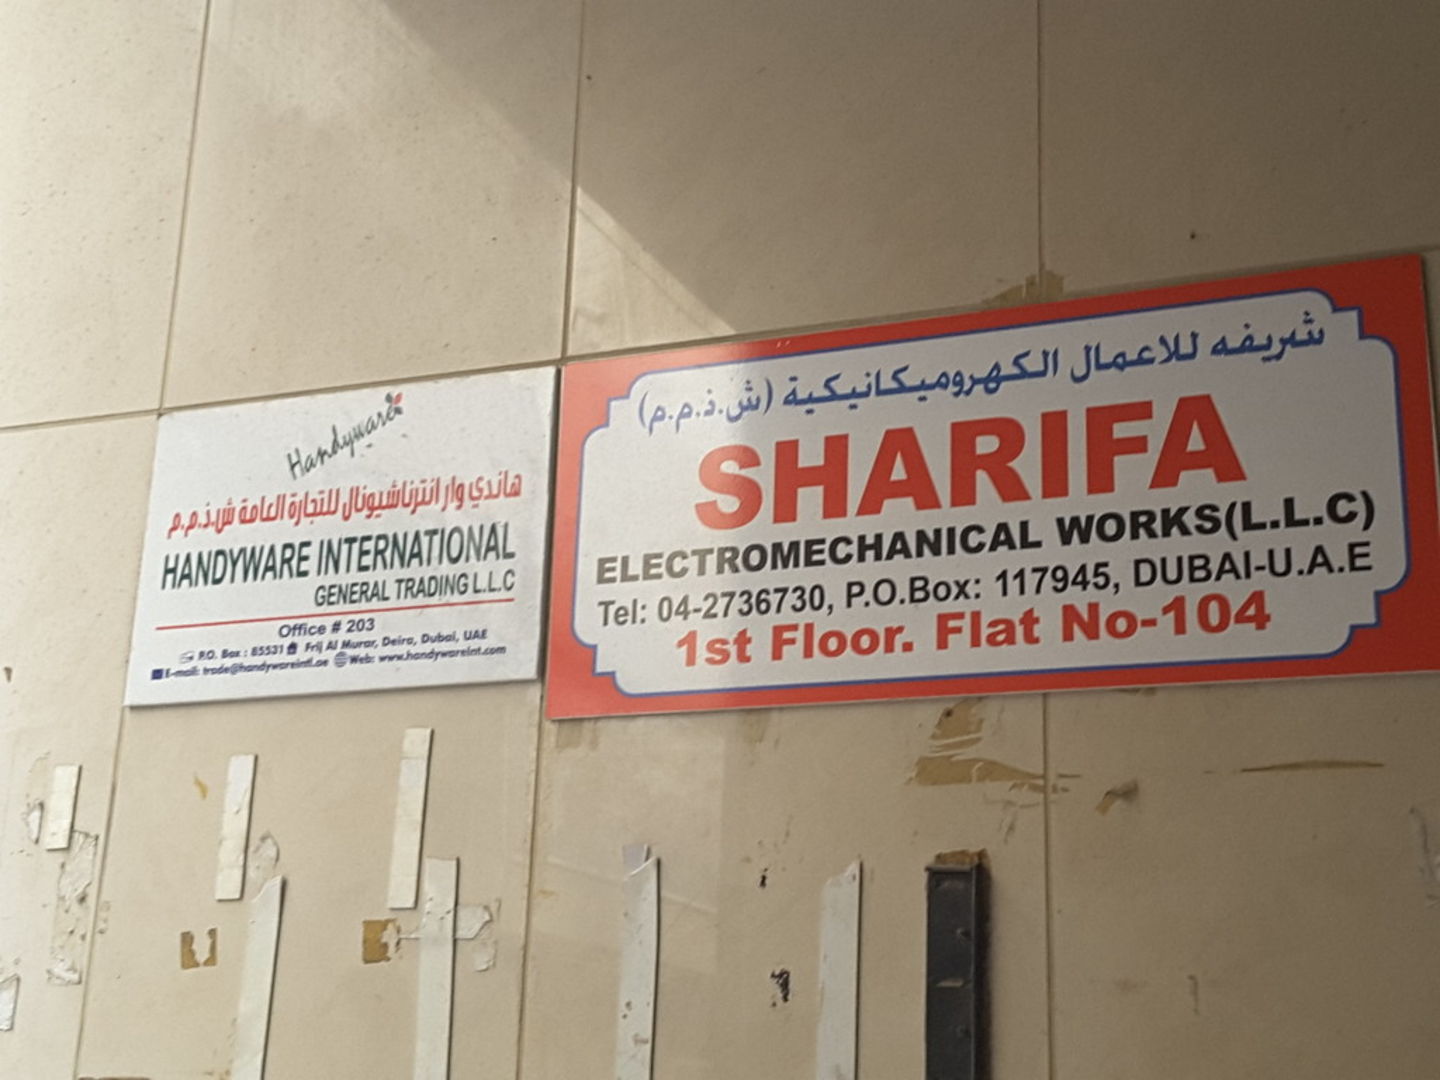 Handyware
هاندي وار انترناشيونال للتجارة العامة ش.ذ.م.م
HANDYWARE INTERNATIONAL
GENERAL TRADING L.L.C
Office # 203
P.O. Box : 85531 Frij Al Murar, Deira, Dubai, UAE
E-mail: trade@handywareintl.ae Web: www.handywareint.com
شريفه للاعمال الكهروميكانيكية (ش.ذ.م.م)
SHARIFA
ELECTROMECHANICAL WORKS(L.L.C)
Tel: 04-2736730, P.O.Box: 117945, DUBAI-U.A.E
1st Floor. Flat No-104